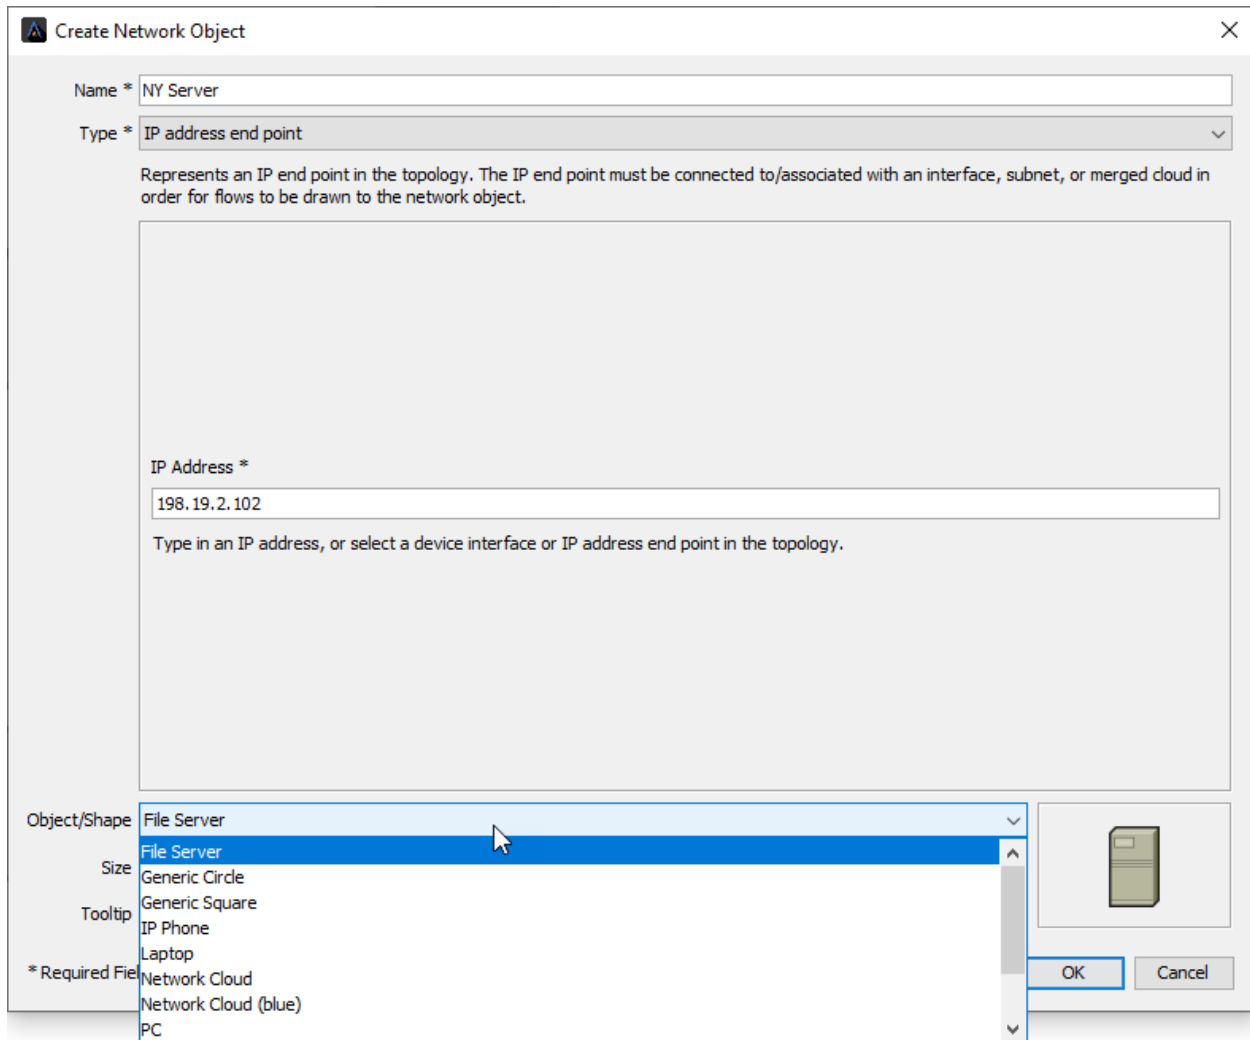 Create Network Object
Name * NY Server
Type * IP address end point
Represents an IP end point in the topology. The IP end point must be connected to/associated with an interface, subnet, or merged cloud in
order for flows to be drawn to the network object.
IP Address *
198.19.2.102
Type in an IP address, or select a device interface or IP address end point in the topology.
Object/Shape File Server
File Server
Size
Generic Circle
Generic Square
Tooltip
IP Phone
Laptop
* Required Fiel
Network Cloud
OK Cancel
Network Cloud (blue)
PC